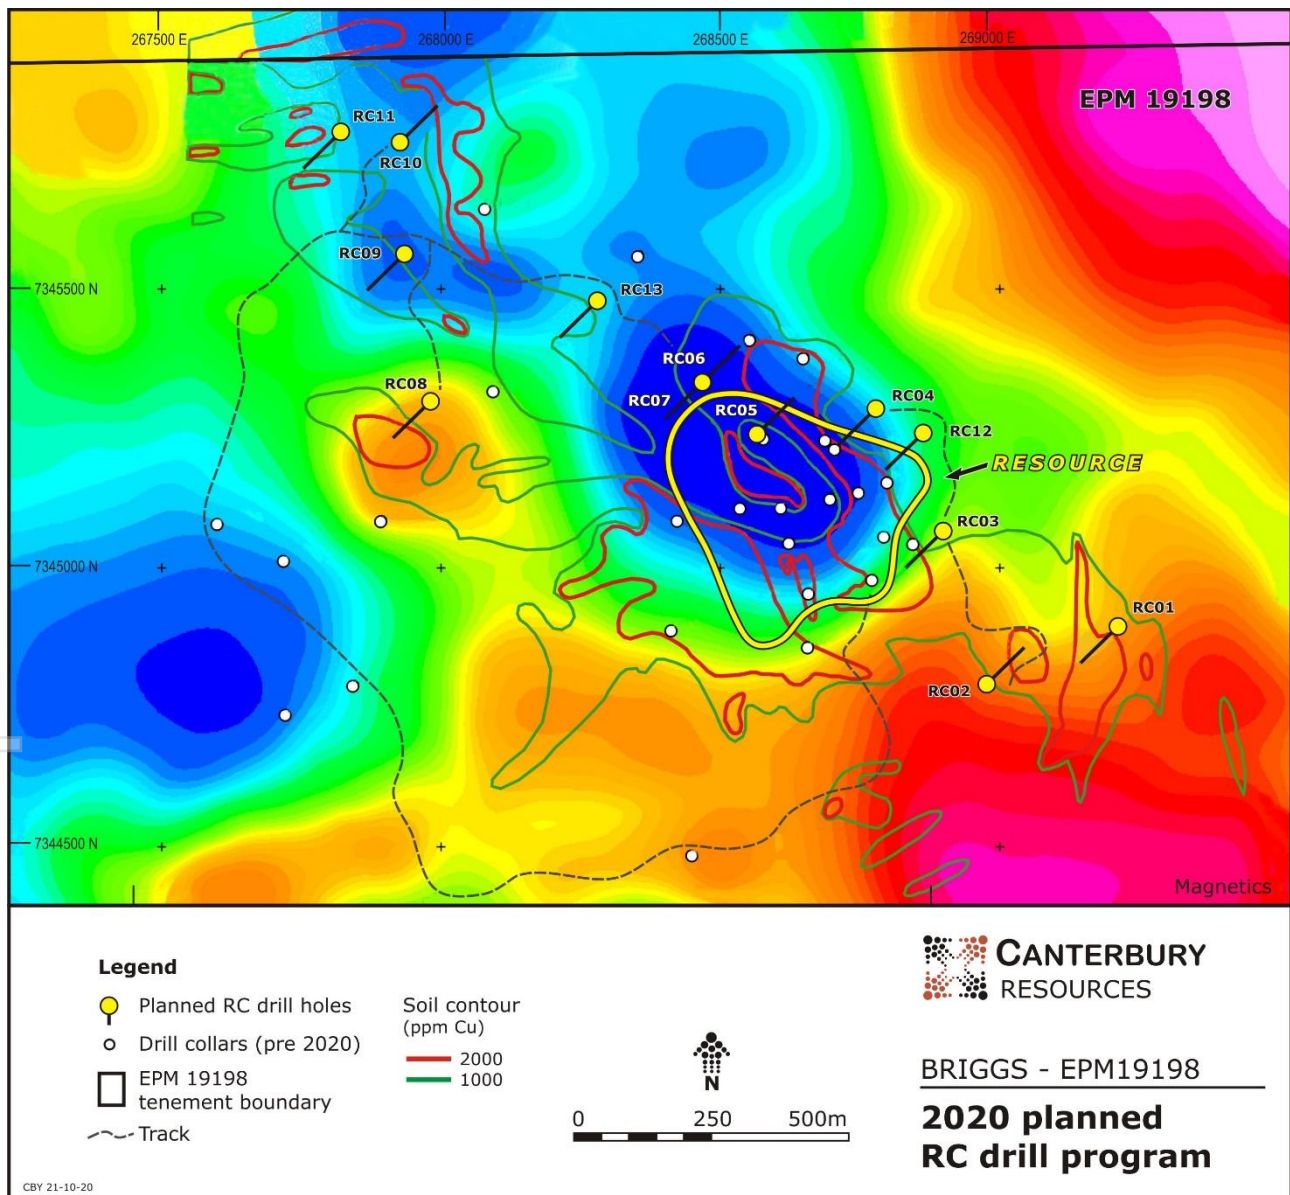 267500 E
268000 E
268500 E
269000 E
EPM 19198
RC11
RC10
RC09
7345500 N
RC13
RC06
RC08
RC07
RC05
RC04
RC12
RESOURCE
RC03
7345000 N
RC01
RC02
7344500 N
Magnetics
Legend
Planned RC drill holes
Drill collars (pre 2020)
EPM 19198
tenement boundary
Track
Soil contour
(ppm Cu)
2000
1000
N
0 250 500m
CANTERBURY
RESOURCES
BRIGGS - EPM19198
2020 planned
RC drill program
CBY 21-10-20